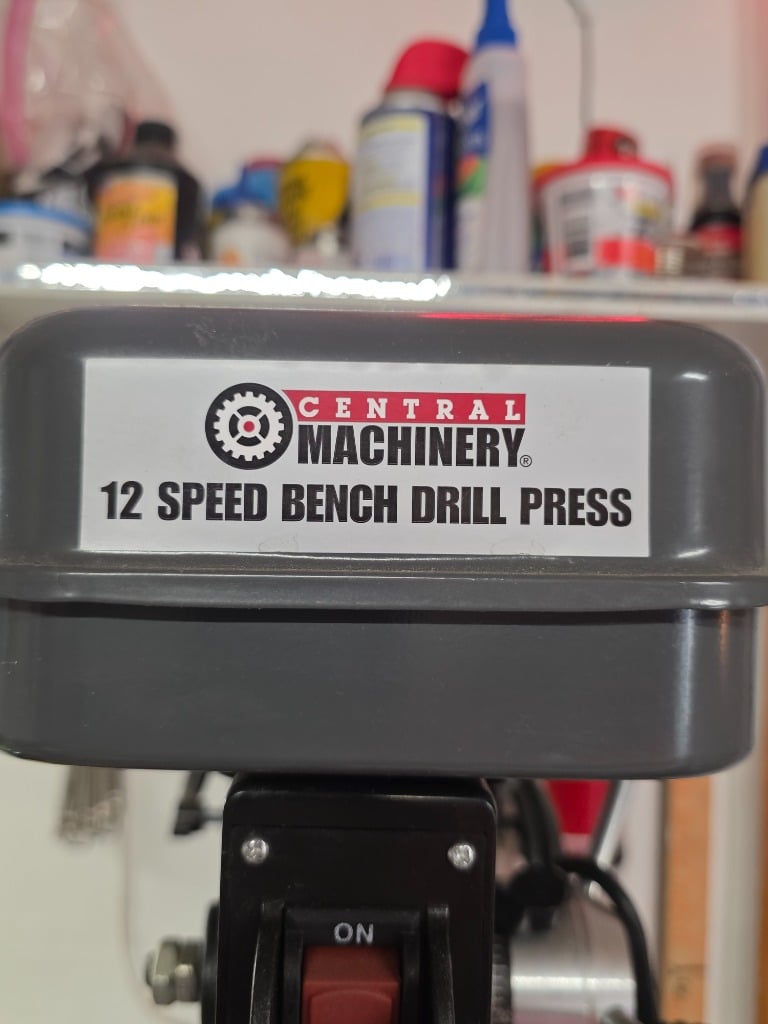 CENTRAL
MACHINERY®
12 SPEED BENCH DRILL PRESS
ON